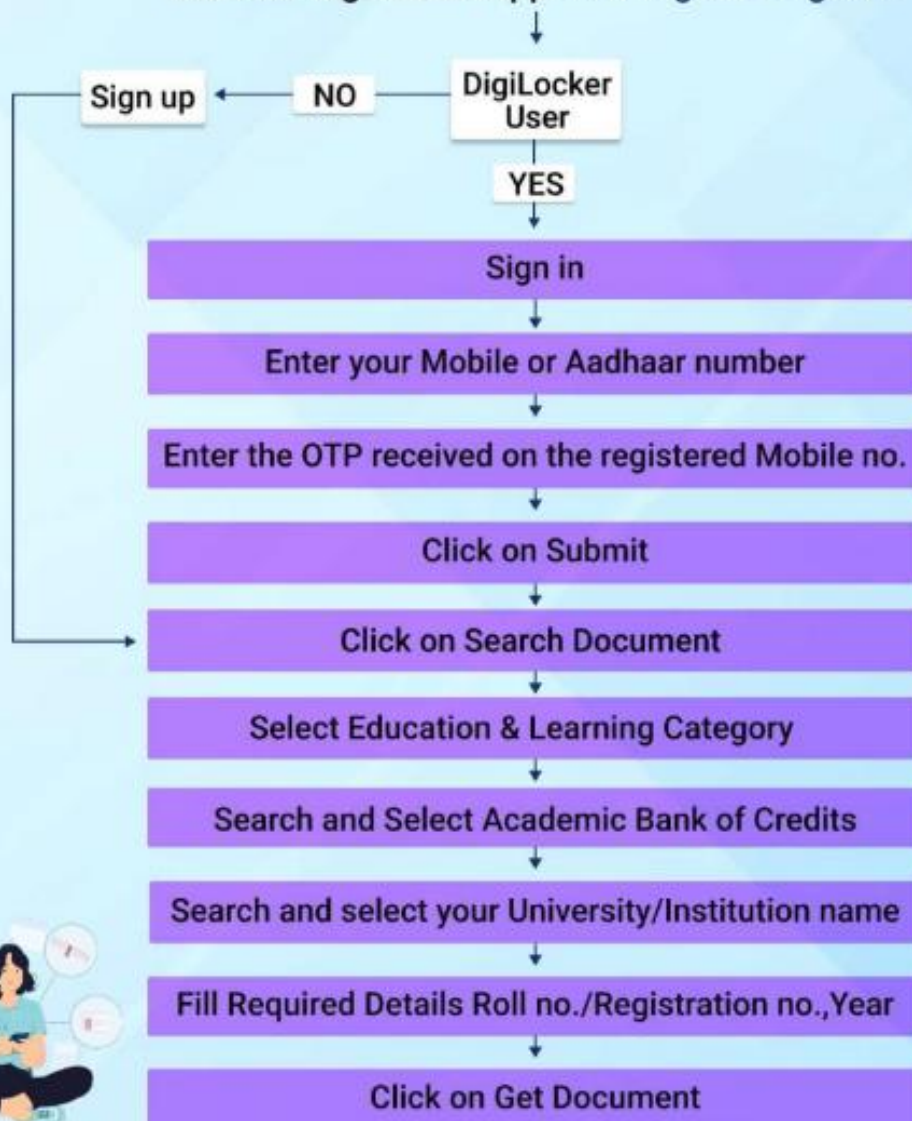 DigiLocker
User
NO
Sign up
YES
Sign in
Enter your Mobile or Aadhaar number
Enter the OTP received on the registered Mobile no.
Click on Submit
Click on Search Document
Select Education & Learning Category
Search and Select Academic Bank of Credits
Search and select your University/Institution name
Fill Required Details Roll no./Registration no.,Year
Click on Get Document